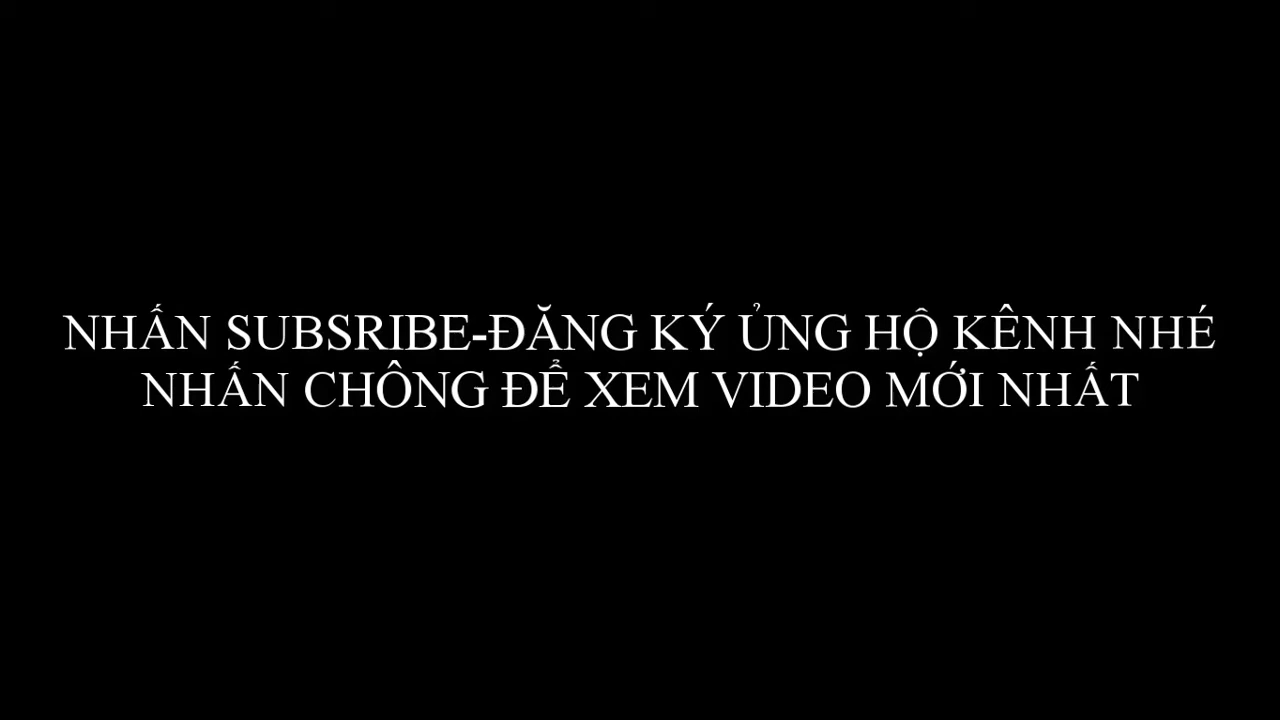 NHẤN SUBSRIBE-ĐĂNG KÝ ỦNG HỘ KÊNH NHÉ
NHẤN CHÔNG ĐỂ XEM VIDEO MỚI NHẤT